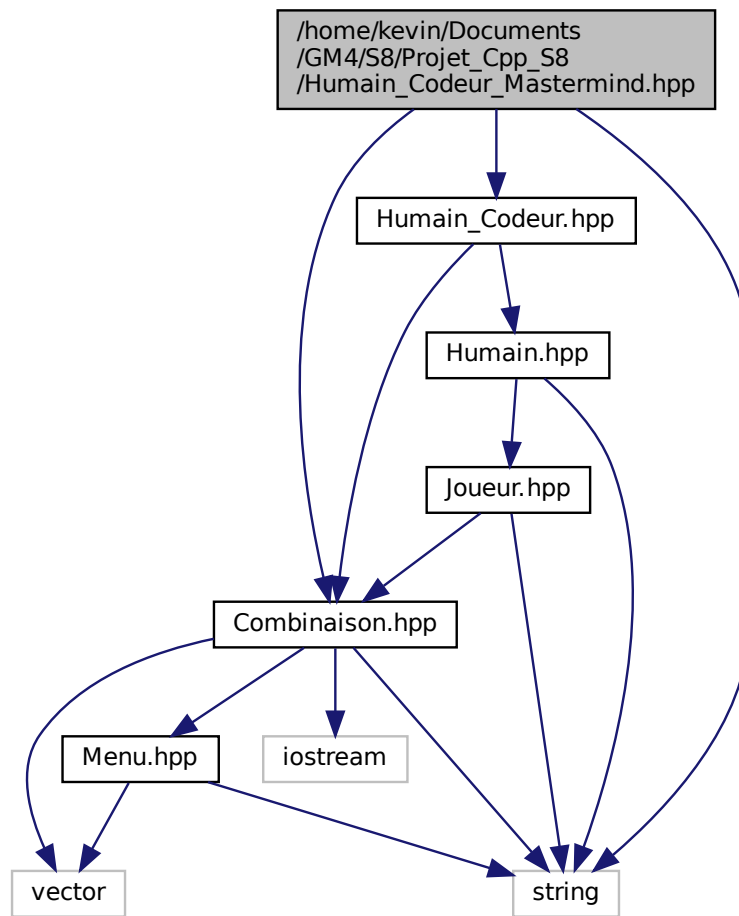 /home/kevin/Documents
/GM4/S8/Projet_Cpp_S8
/Humain_Codeur_Mastermind.hpp
Humain_Codeur.hpp
Humain.hpp
Joueur.hpp
Combinaison.hpp
Menu.hpp
iostream
vector
string